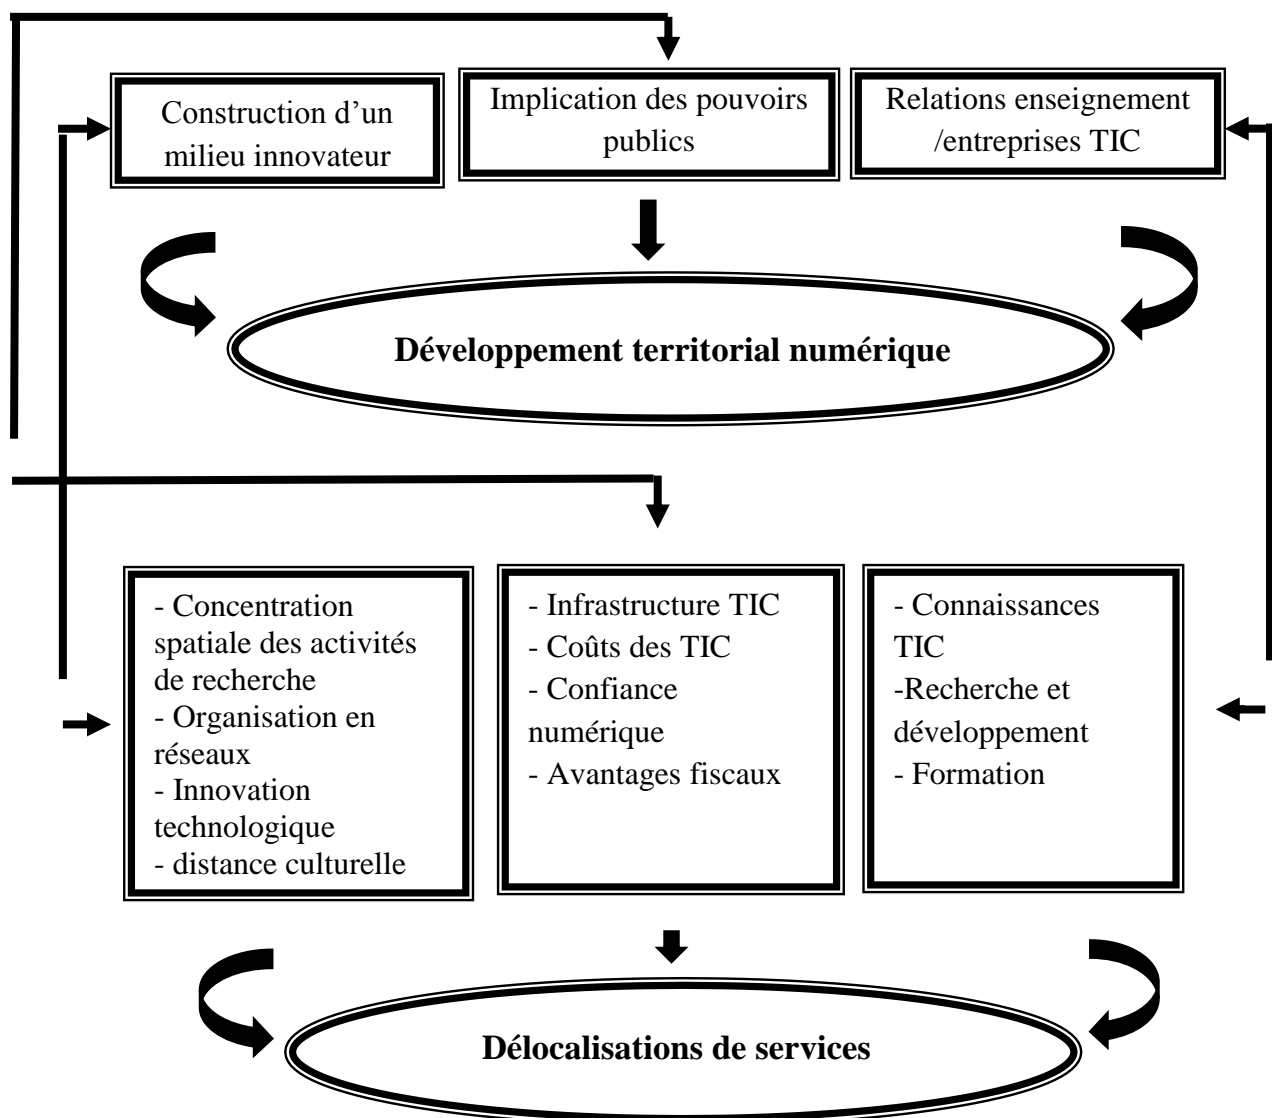 Construction d’un
milieu innovateur
Implication des pouvoirs
publics
Relations enseignement
/entreprises TIC
Développement territorial numérique
- Concentration
spatiale des activités
de recherche
- Organisation en
réseaux
- Innovation
technologique
- distance culturelle
- Infrastructure TIC
- Coûts des TIC
- Confiance
numérique
- Avantages fiscaux
- Connaissances
TIC
-Recherche et
développement
- Formation
Délocalisations de services